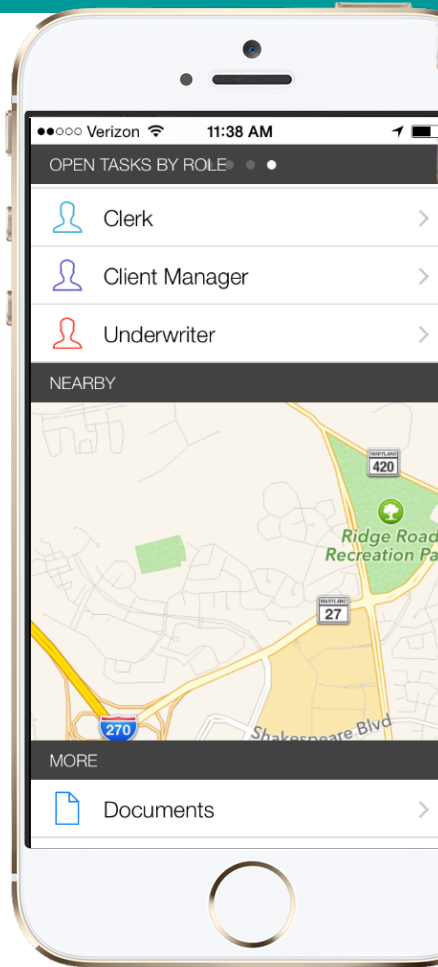 Verizon 11:38 AM
OPEN TASKS BY ROLE
Clerk
Client Manager
Underwriter
NEARBY
MARYLAND
420
Ridge Road
Recreation Pa
MARYLAND
27
270
Shakespeare Blvd
MORE
Documents